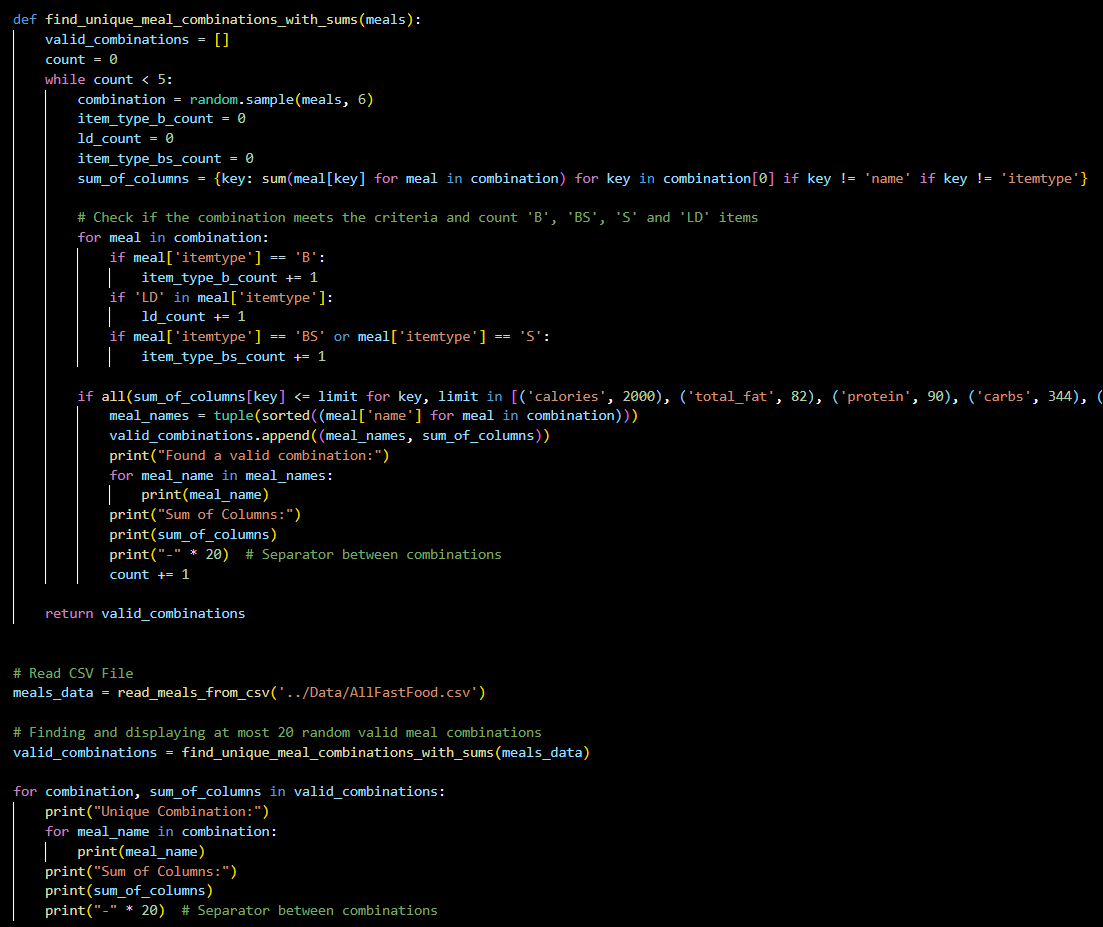 def find_unique_meal_combinations_with_sums(meals):
    valid_combinations = []
    count = 0
    while count < 5:
        combination = random.sample(meals, 6)
        item_type_b_count = 0
        ld_count = 0
        item_type_bs_count = 0
        sum_of_columns = {key: sum(meal[key] for meal in combination) for key in combination[0] if key != 'name' if key != 'itemtype'}

        # Check if the combination meets the criteria and count 'B', 'BS', 'S' and 'LD' items
        for meal in combination:
            if meal['itemtype'] == 'B':
                item_type_b_count += 1
            if 'LD' in meal['itemtype']:
                ld_count += 1
            if meal['itemtype'] == 'BS' or meal['itemtype'] == 'S':
                item_type_bs_count += 1

        if all(sum_of_columns[key] <= limit for key, limit in [('calories', 2000), ('total_fat', 82), ('protein', 90), ('carbs', 344), (
            meal_names = tuple(sorted((meal['name'] for meal in combination)))
            valid_combinations.append((meal_names, sum_of_columns))
            print("Found a valid combination:")
            for meal_name in meal_names:
                print(meal_name)
            print("Sum of Columns:")
            print(sum_of_columns)
            print("-" * 20)  # Separator between combinations
            count += 1

    return valid_combinations


# Read CSV File
meals_data = read_meals_from_csv('../Data/AllFastFood.csv')

# Finding and displaying at most 20 random valid meal combinations
valid_combinations = find_unique_meal_combinations_with_sums(meals_data)

for combination, sum_of_columns in valid_combinations:
    print("Unique Combination:")
    for meal_name in combination:
        print(meal_name)
    print("Sum of Columns:")
    print(sum_of_columns)
    print("-" * 20)  # Separator between combinations